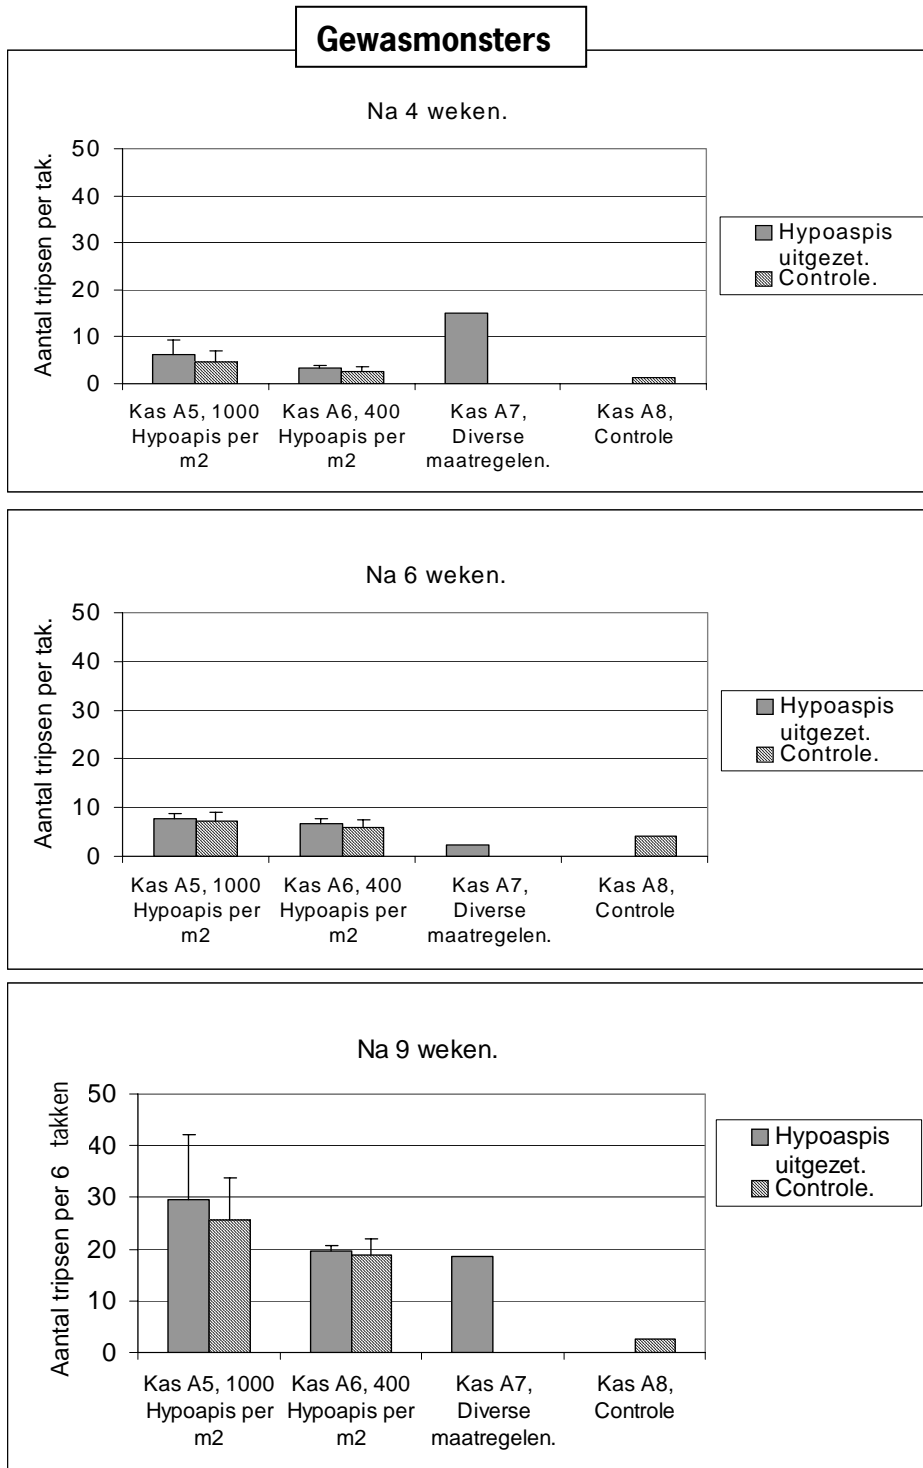 Gewasmonsters
Na 4 weken.
Aantal tripsen per tak.
50
40
30
20
10
0
Kas A5, 1000
Hypoapis per
m2
Kas A6, 400
Hypoapis per
m2
Kas A7,
Diverse
maatregelen.
Kas A8,
Controle
Hypoaspis
uitgezet.
Controle.
Na 6 weken.
Aantal tripsen per tak.
50
40
30
20
10
0
Kas A5, 1000
Hypoapis per
m2
Kas A6, 400
Hypoapis per
m2
Kas A7,
Diverse
maatregelen.
Kas A8,
Controle
Hypoaspis
uitgezet.
Controle.
Na 9 weken.
Aantal tripsen per 6 takken
50
40
30
20
10
0
Kas A5, 1000
Hypoapis per
m2
Kas A6, 400
Hypoapis per
m2
Kas A7,
Diverse
maatregelen.
Kas A8,
Controle
Hypoaspis
uitgezet.
Controle.